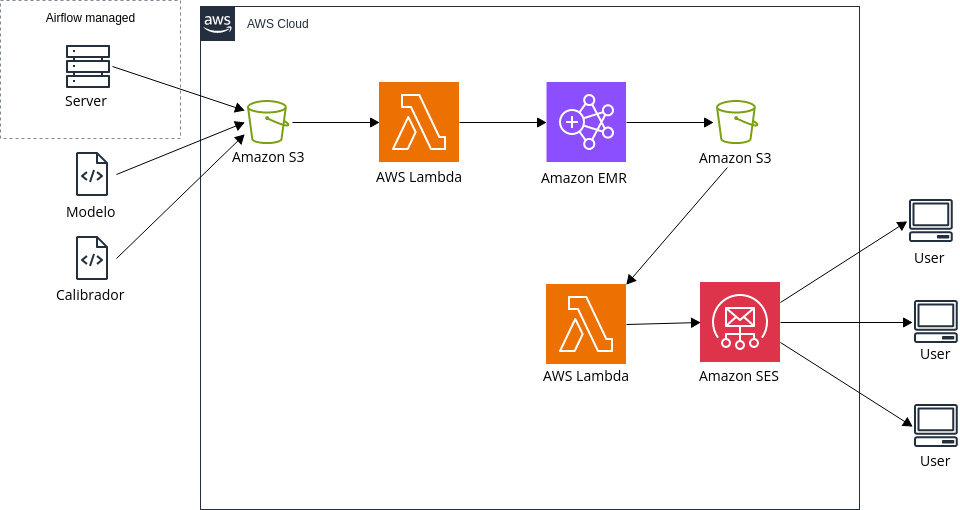 Airflow managed
aws
AWS Cloud
Server
Amazon S3
AWS Lambda
Amazon EMR
Amazon S3
</>
Modelo
</>
Calibrador
AWS Lambda
Amazon SES
User
User
User